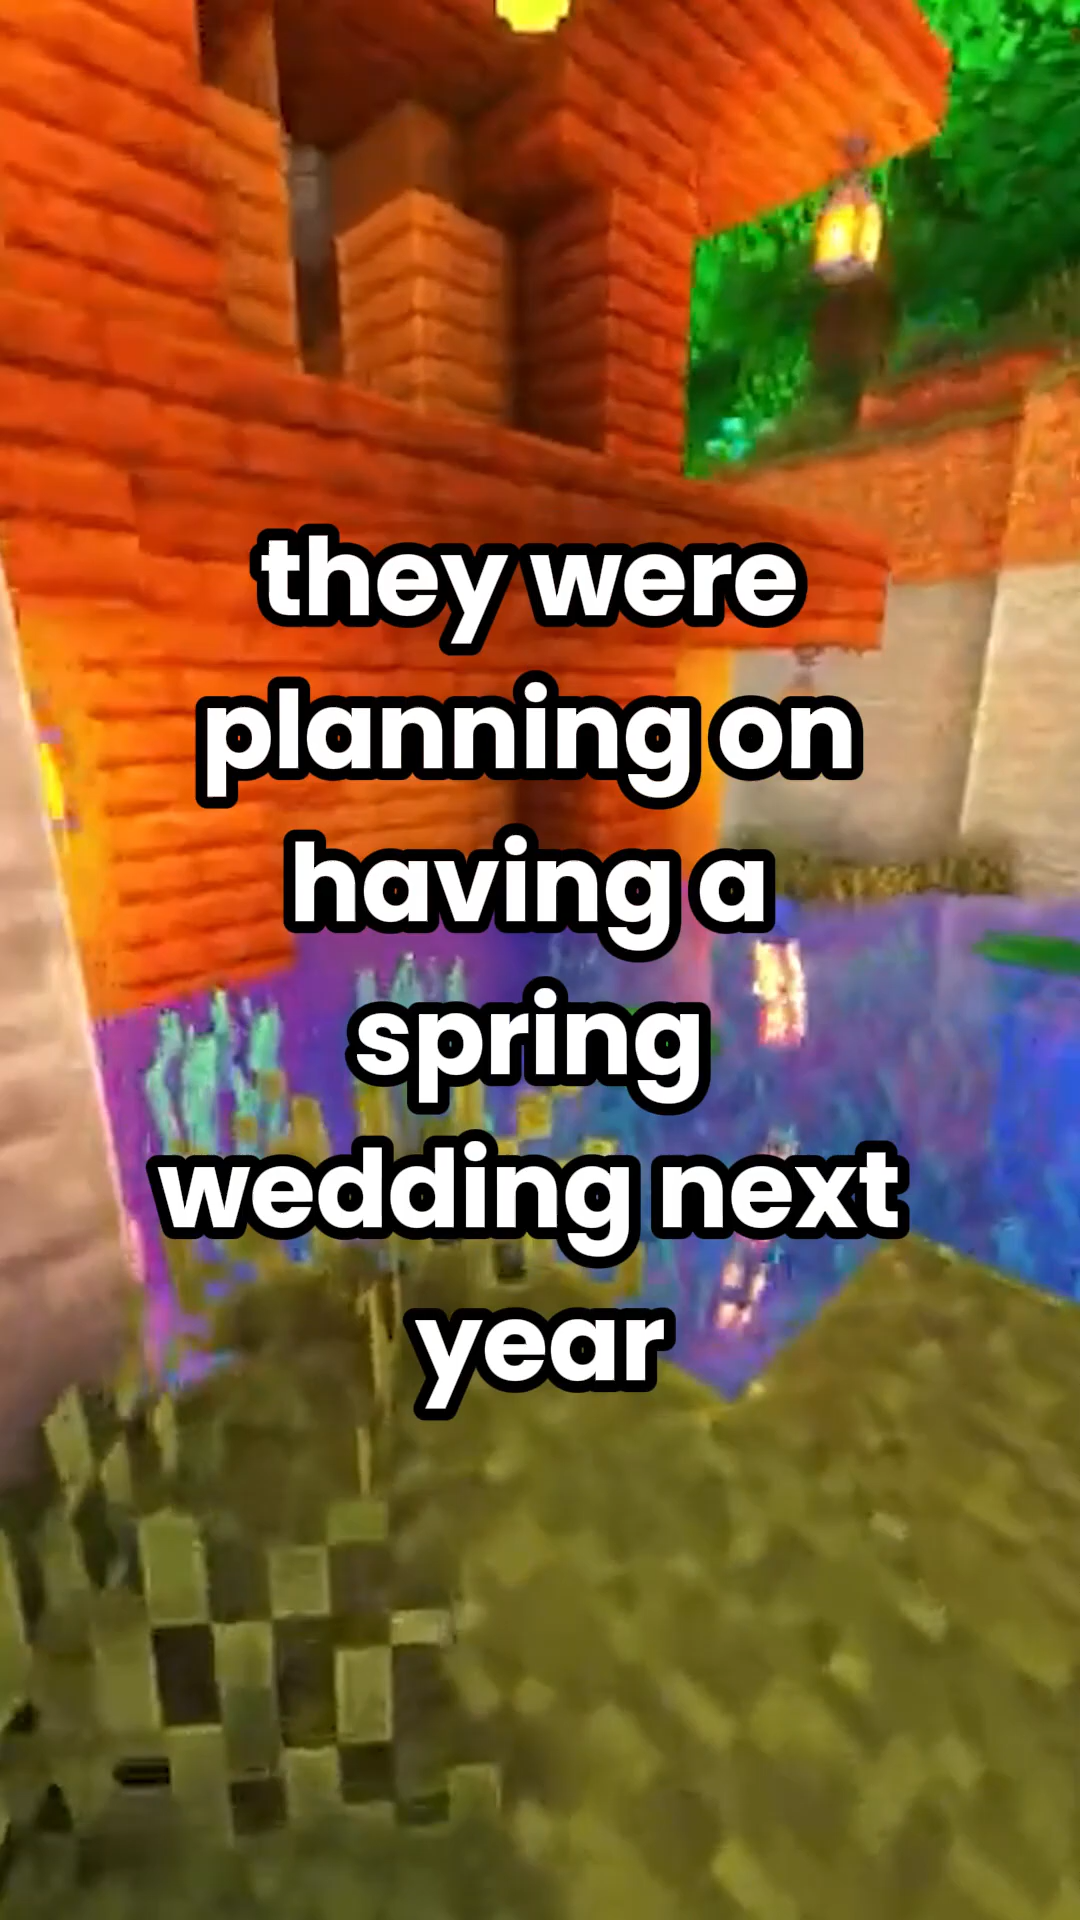 they were
planning on
having a
spring
wedding next
year